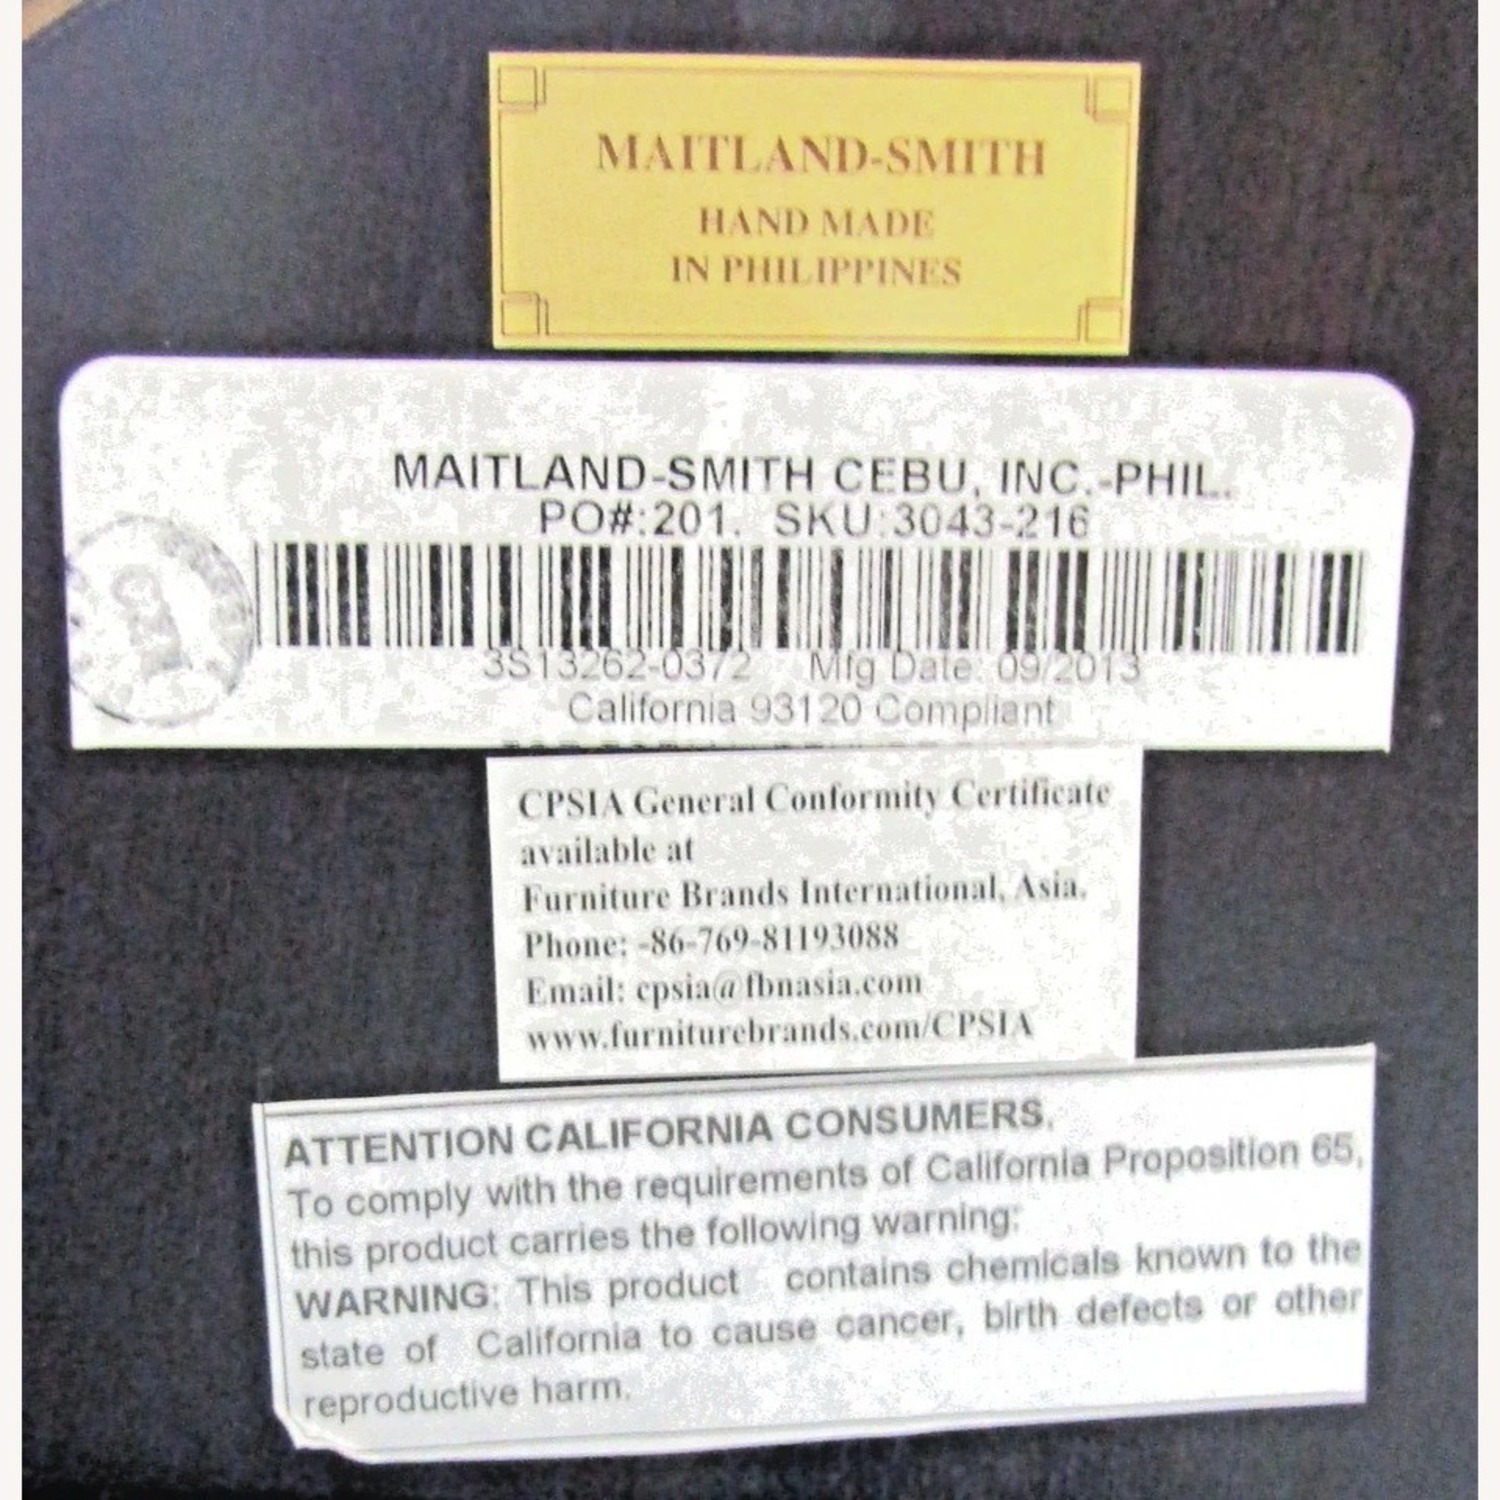 MAITLAND-SMITH
HAND MADE
IN PHILIPPINES
MAITLAND-SMITH CEBU, INC.-PHIL.
PO#:201. SKU:3043-216
3S13262-0372 Mfg Date: 09/2013
California 93120 Compliant
CPSIA General Conformity Certificate
available at
Furniture Brands International, Asia.
Phone: -86-769-81193088
Email: cpsia@fbnasia.com
www.furniturebrands.com/CPSIA
ATTENTION CALIFORNIA CONSUMERS,
To comply with the requirements of California Proposition 65,
this product carries the following warning:
WARNING: This product contains chemicals known to the
state of California to cause cancer, birth defects or other
reproductive harm.